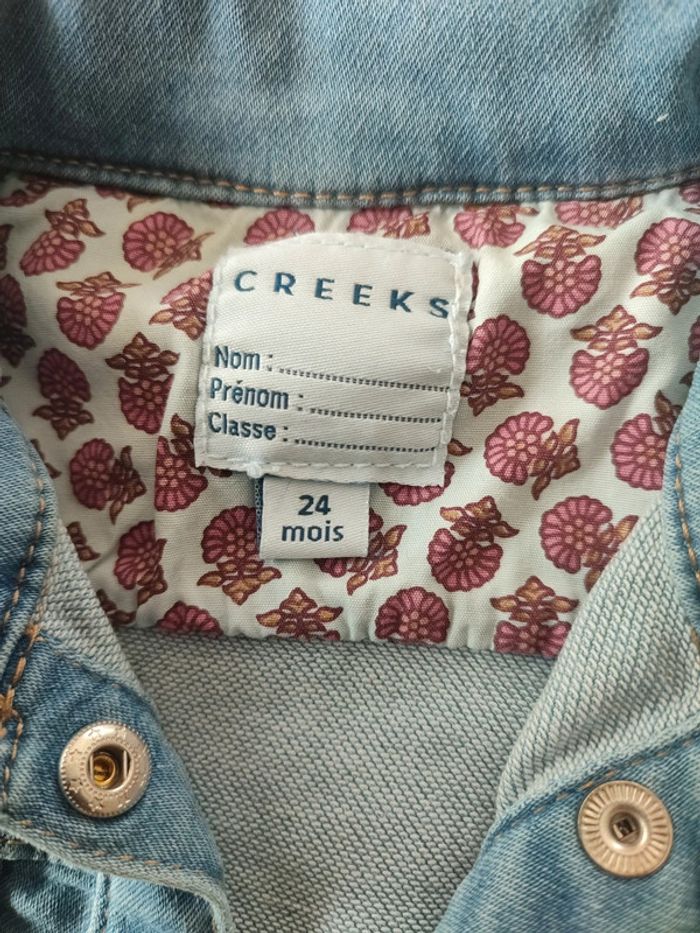 CREEKS
Nom :
Prénom :
Classe :
24
mois